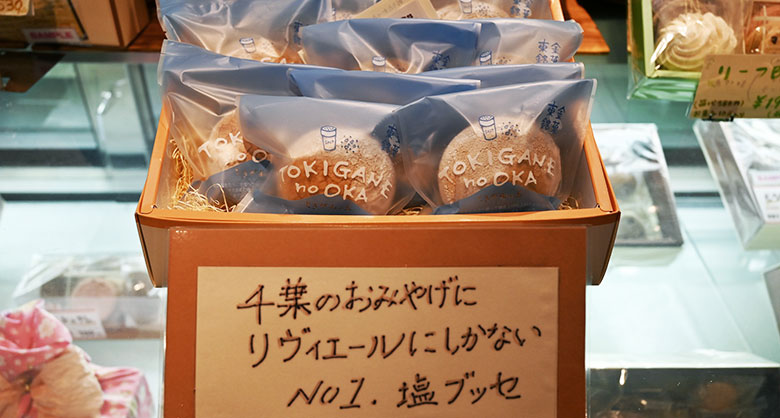 TOKIGANE
no OKA
TOKIGANE
no OKA
千葉のおみやげに
リヴィエールにしかない
No1. 塩ブッセ
SAMPLE